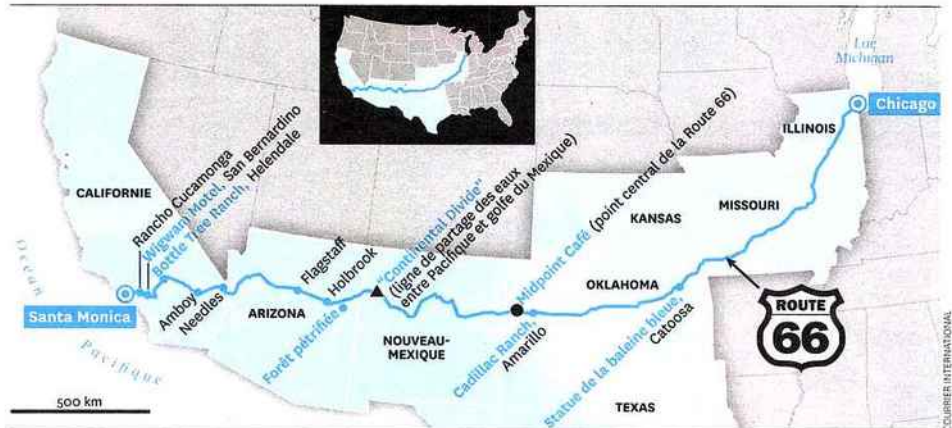 Lac
Michigan
Chicago
ILLINOIS
MISSOURI
KANSAS
OKLAHOMA
TEXAS
ROUTE
66
Statue de la baleine bleue,
Catoosa
Midpoint Café (point central de la Route 66)
Cadillac Ranch,
Amarillo
NOUVEAU-
MEXIQUE
"Continental Divide"
(ligne de partage des eaux
entre Pacifique et golfe du Mexique)
Holbrook
Forêt pétrifiée
Flagstaff
ARIZONA
Needles
Amboy
CALIFORNIE
Rancho Cucamonga
Wigwam Motel, San Bernardino
Bottle Tree Ranch, Helendale
Santa Monica
Océan
Pacifique
500 km
COURRIER INTERNATIONAL